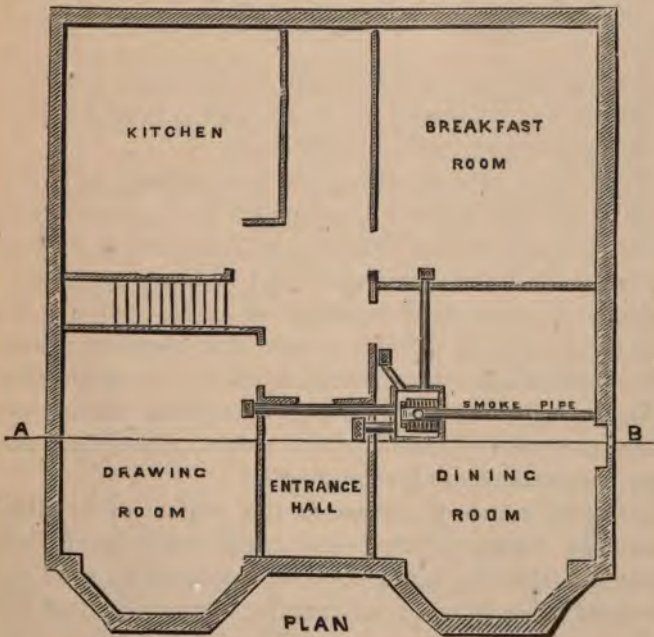 KITCHEN
BREAKFAST
ROOM
SMOKE PIPE
A
B
DRAWING
ROOM
ENTRANCE
HALL
DINING
ROOM
PLAN